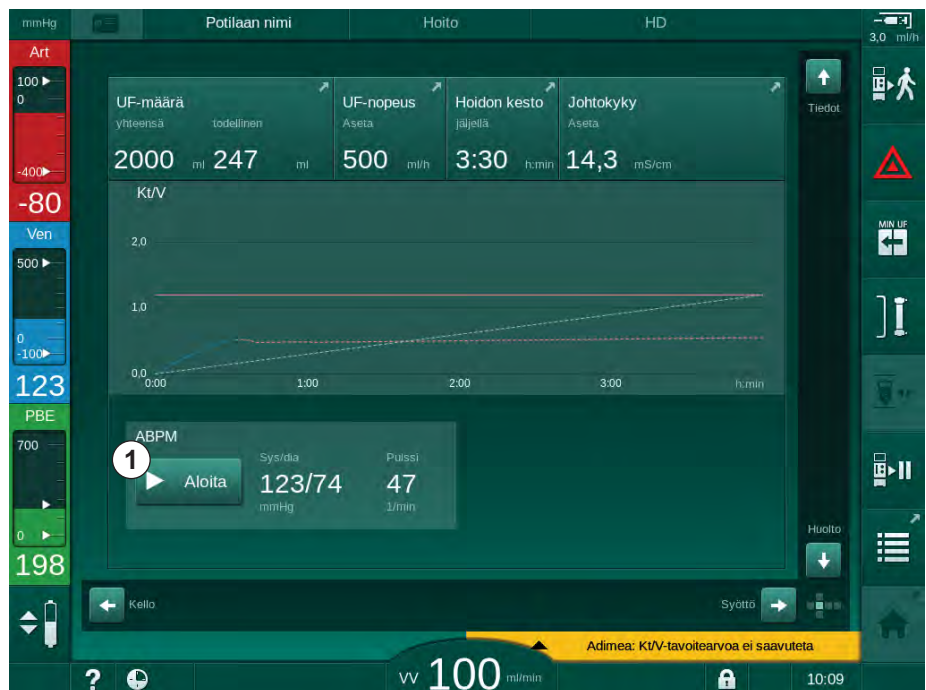 mmHg
Potilaan nimi
Hoito
HD
3,0 ml/h
Art
100
0
-400
-80
Ven
500
0
-100
123
PBE
700
0
198
UF-määrä
yhteensä todellinen
2000 ml 247 ml
UF-nopeus
Aseta
500 ml/h
Hoidon kesto
jäljellä
3:30 h:min
Johtokyky
Aseta
14,3 mS/cm
Tiedot
MIN UF
Kt/V
2,0
1,0
0,0
0:00 1:00 2:00 3:00 h:min
ABPM
1
Aloita
Sys/dia
123/74
mmHg
Puissi
47
1/min
Huolto
Kello
Syöttö
Adimea: Kt/V-tavoitearvoa ei saavuteta
? VV 100 ml/min
10:09